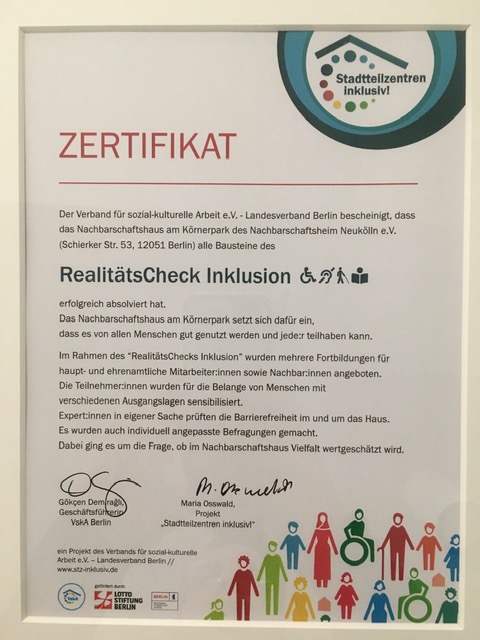 Stadtteilzentren
inklusiv!
ZERTIFIKAT
Der Verband für sozial-kulturelle Arbeit e.V. - Landesverband Berlin bescheinigt, dass
das Nachbarschaftshaus am Körnerpark des Nachbarschaftsheim Neukölln e.V.
(Schierker Str. 53, 12051 Berlin) alle Bausteine des
RealitätsCheck Inklusion
erfolgreich absolviert hat.
Das Nachbarschaftshaus am Körnerpark setzt sich dafür ein,
dass es von allen Menschen gut genutzt werden und jede:r teilhaben kann.
Im Rahmen des "RealitätsChecks Inklusion" wurden mehrere Fortbildungen für
haupt- und ehrenamtliche Mitarbeiter:innen sowie Nachbar:innen angeboten.
Die Teilnehmer:innen wurden für die Belange von Menschen mit
verschiedenen Ausgangslagen sensibilisiert.
Expert:innen in eigener Sache prüften die Barrierefreiheit im und um das Haus.
Es wurden auch individuell angepasste Befragungen gemacht.
Dabei ging es um die Frage, ob im Nachbarschaftshaus Vielfalt wertgeschätzt wird.
M. Osswald
Gökçen Demirağlı,
Geschäftsführerin
VskA Berlin
Maria Osswald,
Projekt
„Stadtteilzentren inklusiv!"
ein Projekt des Verbands für sozial-kulturelle
Arbeit e.V. – Landesverband Berlin //
www.stz-inklusiv.de
gefördert durch
VskA
LOTTO
STIFTUNG
BERLIN
BERLIN